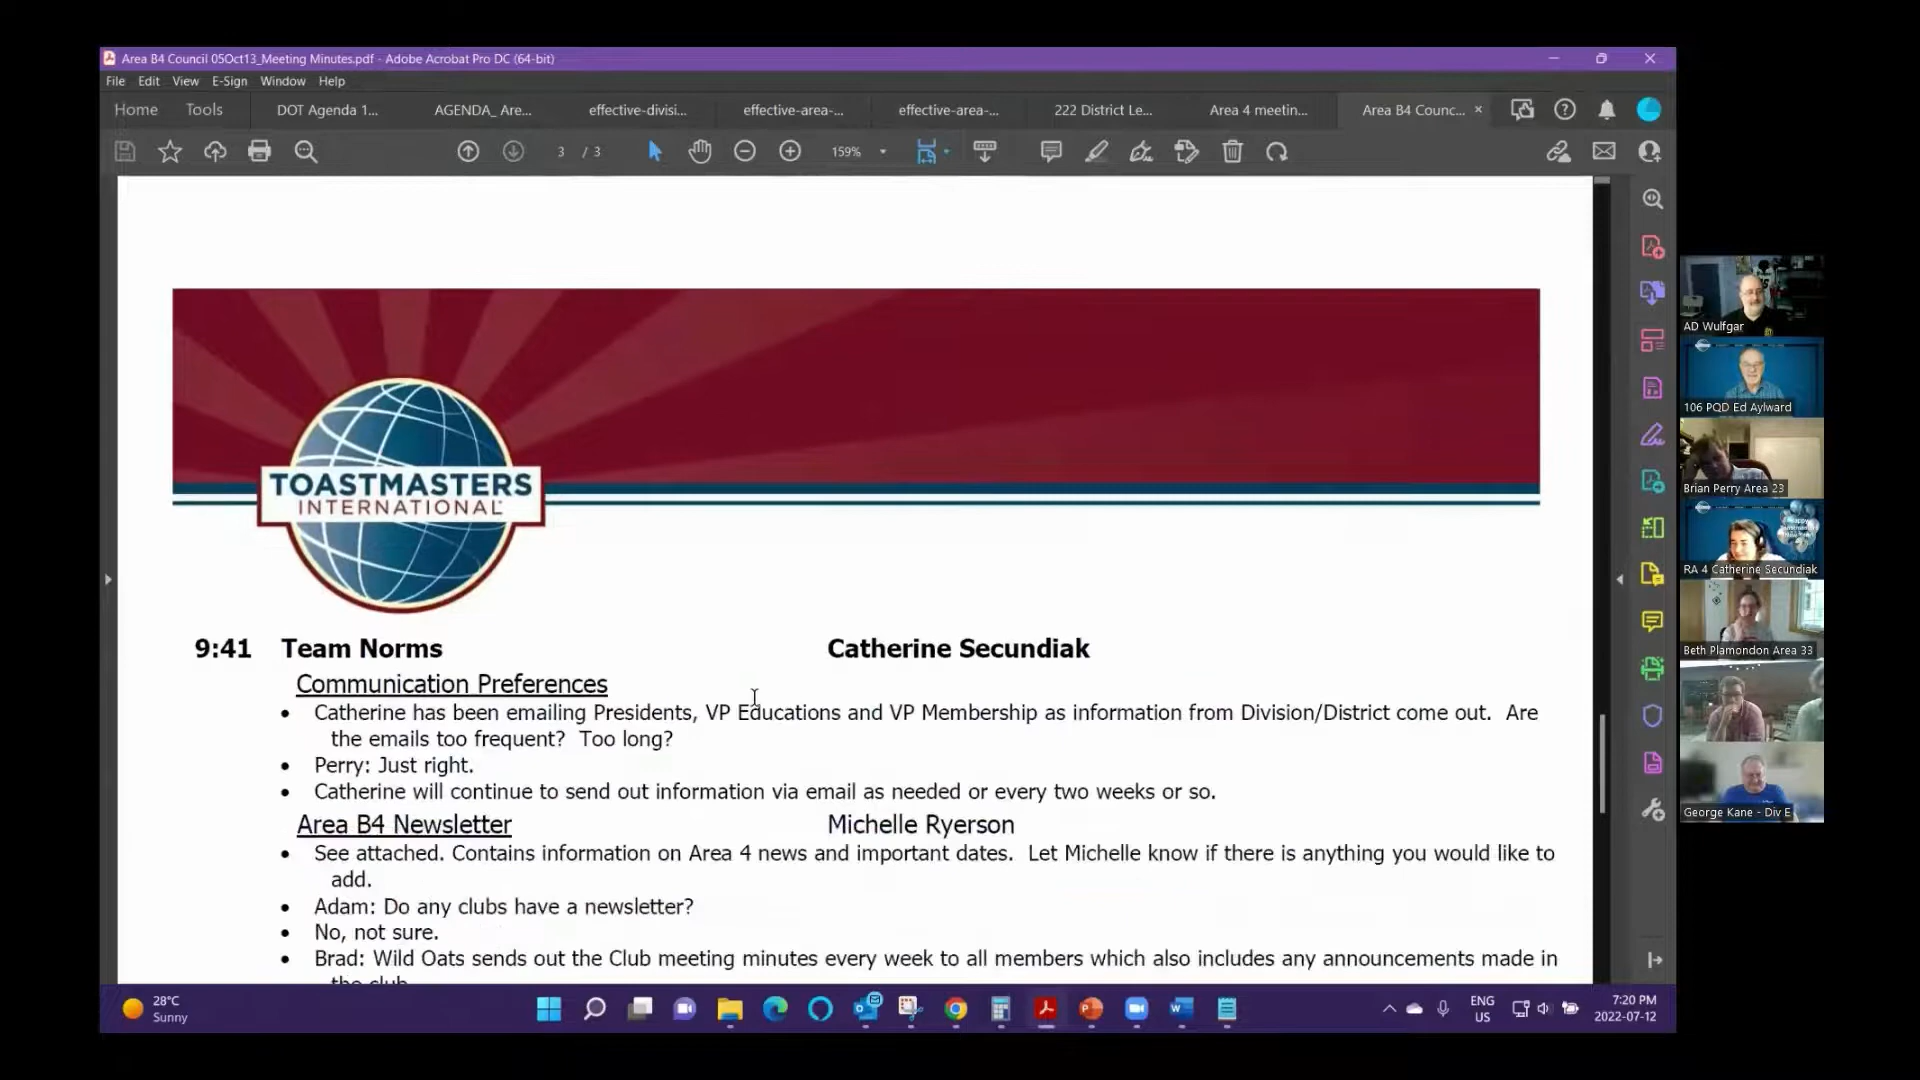 Area B4 Council 05Oct13_Meeting Minutes.pdf - Adobe Acrobat Pro DC (64-bit)
File Edit View E-Sign Window Help
Home Tools DOT Agenda 1... AGENDA_ Are... effective-divisi... effective-area-... effective-area-... 222 District Le... Area 4 meetin... Area B4 Counc... ×
3 / 3 159%
TOASTMASTERS
INTERNATIONAL
9:41 Team Norms Catherine Secundiak
Communication Preferences
• Catherine has been emailing Presidents, VP Educations and VP Membership as information from Division/District come out. Are
the emails too frequent? Too long?
• Perry: Just right.
• Catherine will continue to send out information via email as needed or every two weeks or so.
Area B4 Newsletter Michelle Ryerson
• See attached. Contains information on Area 4 news and important dates. Let Michelle know if there is anything you would like to
add.
• Adam: Do any clubs have a newsletter?
• No, not sure.
• Brad: Wild Oats sends out the Club meeting minutes every week to all members which also includes any announcements made in
the club.
AD Wulfgar
106 PQD Ed Aylward
Brian Perry Area 23
RA 4 Catherine Secundiak
Beth Plamondon Area 33
George Kane - Div E
28°C
Sunny
ENG
US
7:20 PM
2022-07-12